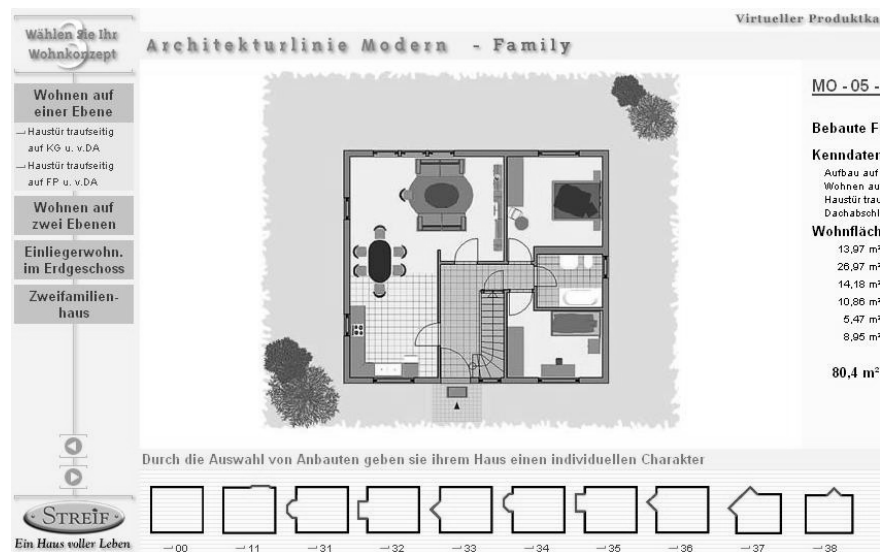 Virtueller Produktka
Wählen Sie Ihr
3
Wohnkonzept
Architekturlinie Modern - Family
Wohnen auf
einer Ebene
Haustür traufseitig
auf KG u. v.DA
Haustür traufseitig
auf FP u. v.DA
Wohnen auf
zwei Ebenen
Einliegerwohn.
im Erdgeschoss
Zweifamilien-
haus
STREIF
Ein Haus voller Leben
MO - 05 -
Bebaute F
Kenndaten
Aufbau auf
Wohnen au
Haustür trau
Dachabschl
Wohnfläch
13,97 m²
26,97 m²
14,18 m²
10,86 m²
5,47 m²
8,95 m²
80,4 m²
Durch die Auswahl von Anbauten geben sie ihrem Haus einen individuellen Charakter
00
11
31
32
33
34
35
36
37
38